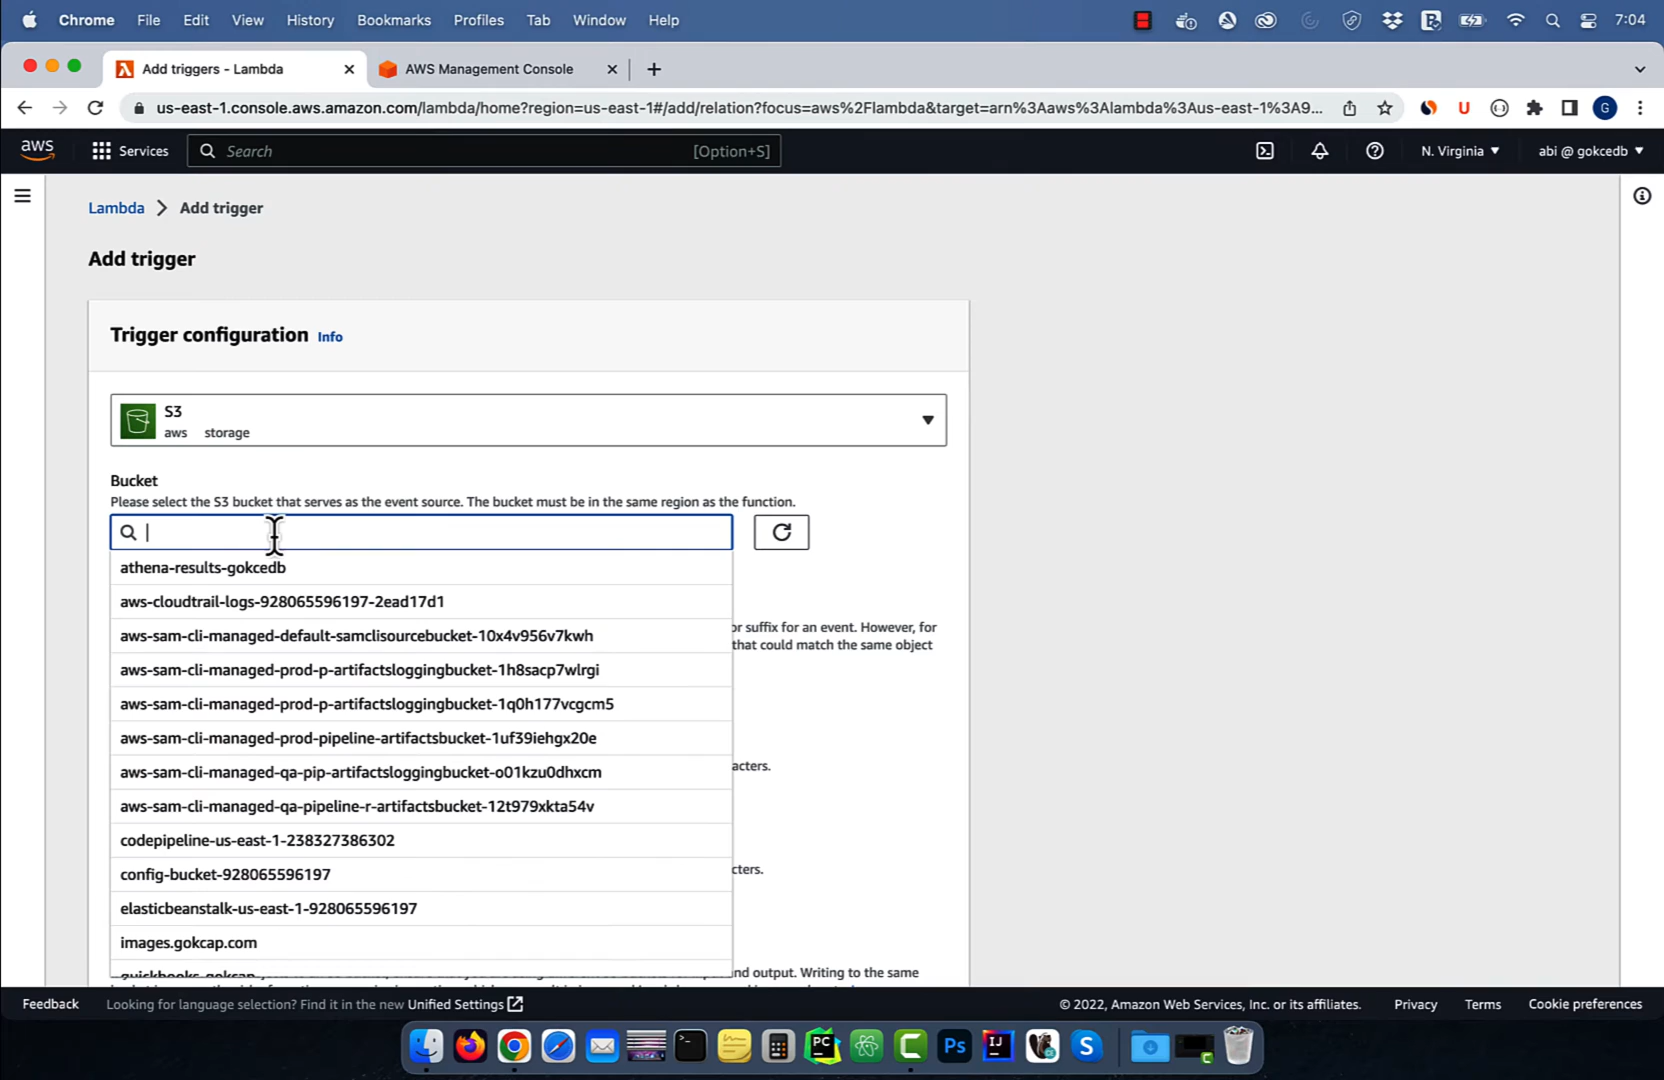 Chrome File Edit View History Bookmarks Profiles Tab Window Help 7:04
Add triggers - Lambda AWS Management Console
us-east-1.console.aws.amazon.com/lambda/home?region=us-east-1#/add/relation?focus=aws%2Flambda&target=arn%3Aaws%3Alambda%3Aus-east-1%3A9... U G
aws Services Search [Option+S] N. Virginia abi @ gokcedb
Lambda Add trigger
Add trigger
Trigger configuration Info
S3
aws storage
Bucket
Please select the S3 bucket that serves as the event source. The bucket must be in the same region as the function.
athena-results-gokcedb
aws-cloudtrail-logs-928065596197-2ead17d1
or suffix for an event. However, for
aws-sam-cli-managed-default-samclisourcebucket-10x4v956v7kwh
that could match the same object
aws-sam-cli-managed-prod-p-artifactsloggingbucket-1h8sacp7wlrgi
aws-sam-cli-managed-prod-p-artifactsloggingbucket-1q0h177vcgcm5
aws-sam-cli-managed-prod-pipeline-artifactsbucket-1uf39iehgx20e
acters.
aws-sam-cli-managed-qa-pip-artifactsloggingbucket-o01kzu0dhxcm
aws-sam-cli-managed-qa-pipeline-r-artifactsbucket-12t979xkta54v
codepipeline-us-east-1-238327386302
cters.
config-bucket-928065596197
elasticbeanstalk-us-east-1-928065596197
images.gokcap.com
quickbooks-gokcap
nd output. Writing to the same
Feedback Looking for language selection? Find it in the new Unified Settings © 2022, Amazon Web Services, Inc. or its affiliates. Privacy Terms Cookie preferences
PC Ps IJ S